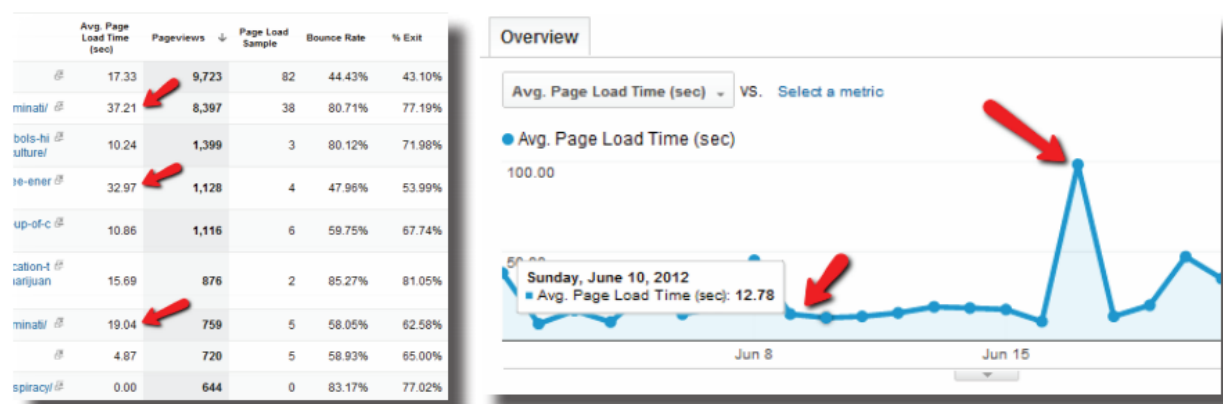 Avg. Page Load Time (sec) Pageviews Page Load Sample Bounce Rate % Exit
17.33 9,723 82 44.43% 43.10%
minati/ 37.21 8,397 38 80.71% 77.19%
bols-hi ulture/ 10.24 1,399 3 80.12% 71.98%
ee-ener 32.97 1,128 4 47.96% 53.99%
up-of-c 10.86 1,116 6 59.75% 67.74%
cation-t arijuan 15.69 876 2 85.27% 81.05%
minati/ 19.04 759 5 58.05% 62.58%
4.87 720 5 58.93% 65.00%
spiracy/ 0.00 644 0 83.17% 77.02%
Overview
Avg. Page Load Time (sec) VS. Select a metric
Avg. Page Load Time (sec)
100.00
50.00
Sunday, June 10, 2012
Avg. Page Load Time (sec): 12.78
Jun 8 Jun 15